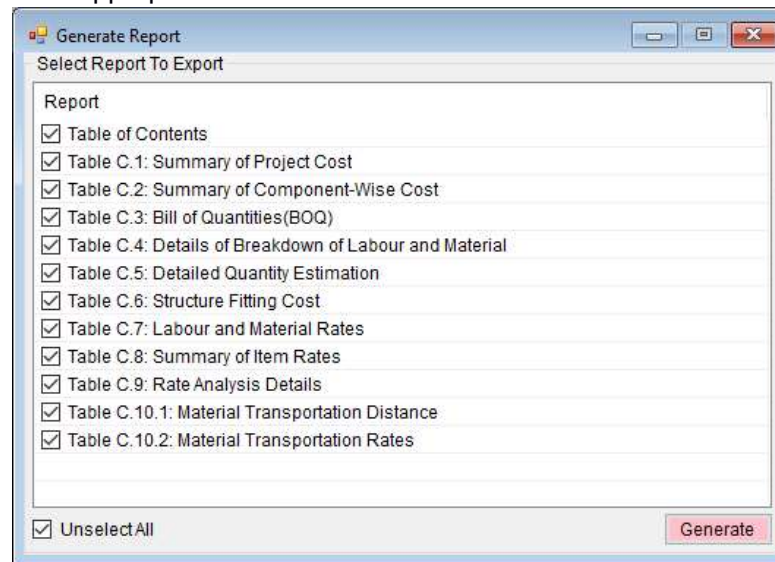 Generate Report
Select Report To Export
Report
Table of Contents
Table C.1: Summary of Project Cost
Table C.2: Summary of Component-Wise Cost
Table C.3: Bill of Quantities(BOQ)
Table C.4: Details of Breakdown of Labour and Material
Table C.5: Detailed Quantity Estimation
Table C.6: Structure Fitting Cost
Table C.7: Labour and Material Rates
Table C.8: Summary of Item Rates
Table C.9: Rate Analysis Details
Table C.10.1: Material Transportation Distance
Table C.10.2: Material Transportation Rates
Unselect All Generate